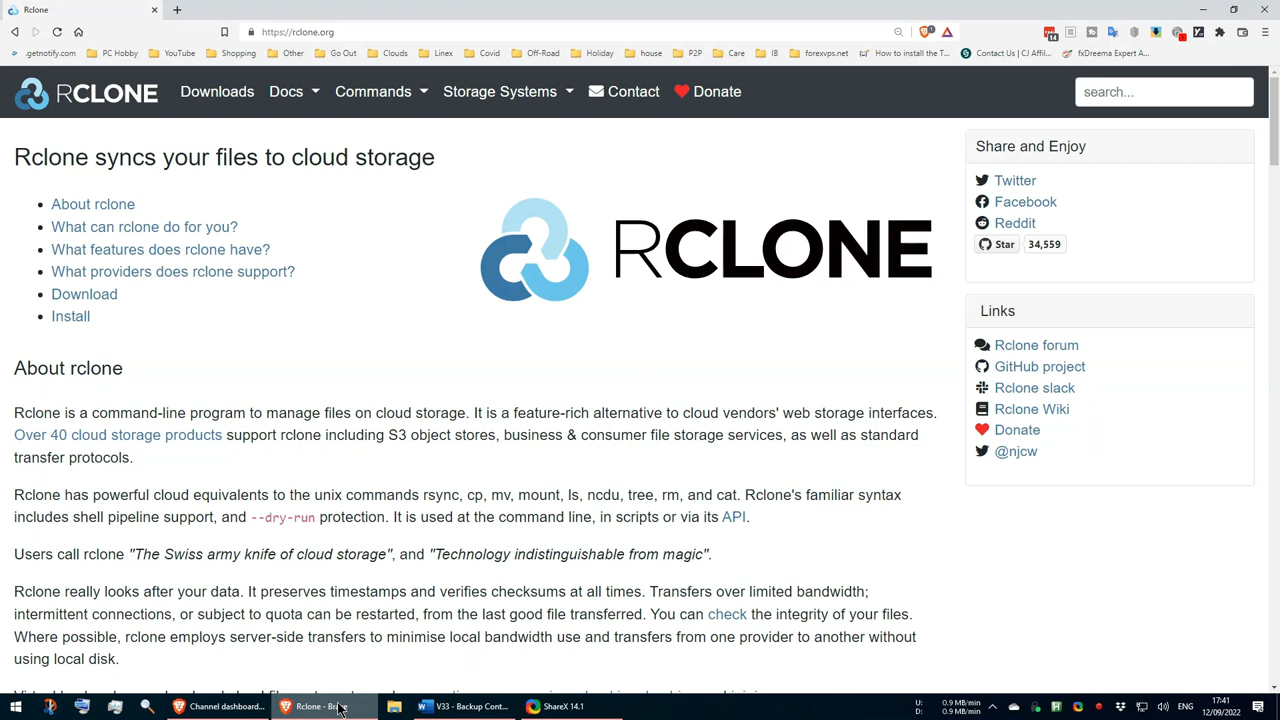 Rclone
https://rclone.org
1
14
.getnotify.com
PC Hobby
YouTube
Shopping
Other
Go Out
Clouds
Linex
Covid
Off-Road
Holiday
house
P2P
Care
IB
forexvps.net
How to install the T...
Contact Us | CJ Affil...
fxDreema Expert A...
RCLONE
Downloads
Docs
Commands
Storage Systems
Contact
Donate
search...
Rclone syncs your files to cloud storage
About rclone
What can rclone do for you?
What features does rclone have?
What providers does rclone support?
Download
Install
RCLONE
Share and Enjoy
Twitter
Facebook
Reddit
Star 34,559
Links
Rclone forum
GitHub project
Rclone slack
Rclone Wiki
Donate
@njcw
About rclone
Rclone is a command-line program to manage files on cloud storage. It is a feature-rich alternative to cloud vendors' web storage interfaces.
Over 40 cloud storage products support rclone including S3 object stores, business & consumer file storage services, as well as standard
transfer protocols.
Rclone has powerful cloud equivalents to the unix commands rsync, cp, mv, mount, ls, ncdu, tree, rm, and cat. Rclone's familiar syntax
includes shell pipeline support, and --dry-run protection. It is used at the command line, in scripts or via its API.
Users call rclone "The Swiss army knife of cloud storage", and "Technology indistinguishable from magic".
Rclone really looks after your data. It preserves timestamps and verifies checksums at all times. Transfers over limited bandwidth;
intermittent connections, or subject to quota can be restarted, from the last good file transferred. You can check the integrity of your files.
Where possible, rclone employs server-side transfers to minimise local bandwidth use and transfers from one provider to another without
using local disk.
Channel dashboard...
Rclone - Brave
V33 - Backup Cont...
ShareX 14.1
U: 0.9 MB/min
D: 0.9 MB/min
ENG
17:41
12/09/2022